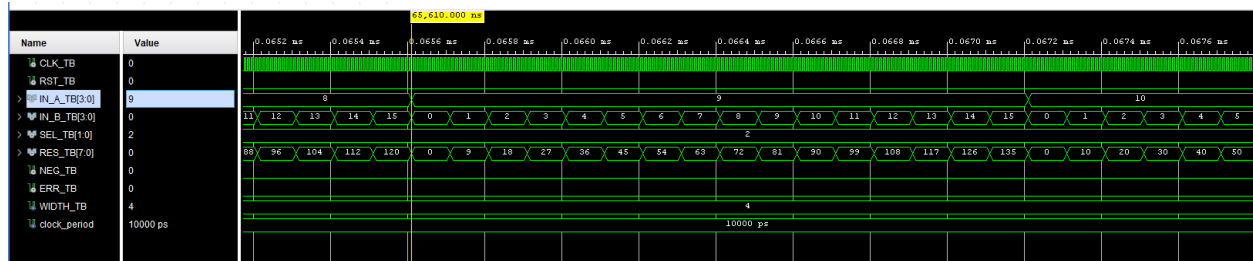 65,610.000 ns
Name Value 0.0652 ms 0.0654 ms 0.0656 ms 0.0658 ms 0.0660 ms 0.0662 ms 0.0664 ms 0.0666 ms 0.0668 ms 0.0670 ms 0.0672 ms 0.0674 ms 0.0676 ms
CLK_TB 0
RST_TB 0
> IN_A_TB[3:0] 9 8 9 10
> IN_B_TB[3:0] 0 11 12 13 14 15 0 1 2 3 4 5 6 7 8 9 10 11 12 13 14 15 0 1 2 3 4 5
> SEL_TB[1:0] 2 2
> RES_TB[7:0] 0 88 96 104 112 120 0 9 18 27 36 45 54 63 72 81 90 99 108 117 126 135 0 10 20 30 40 50
NEG_TB 0
ERR_TB 0
WIDTH_TB 4 4
clock_period 10000 ps 10000 ps